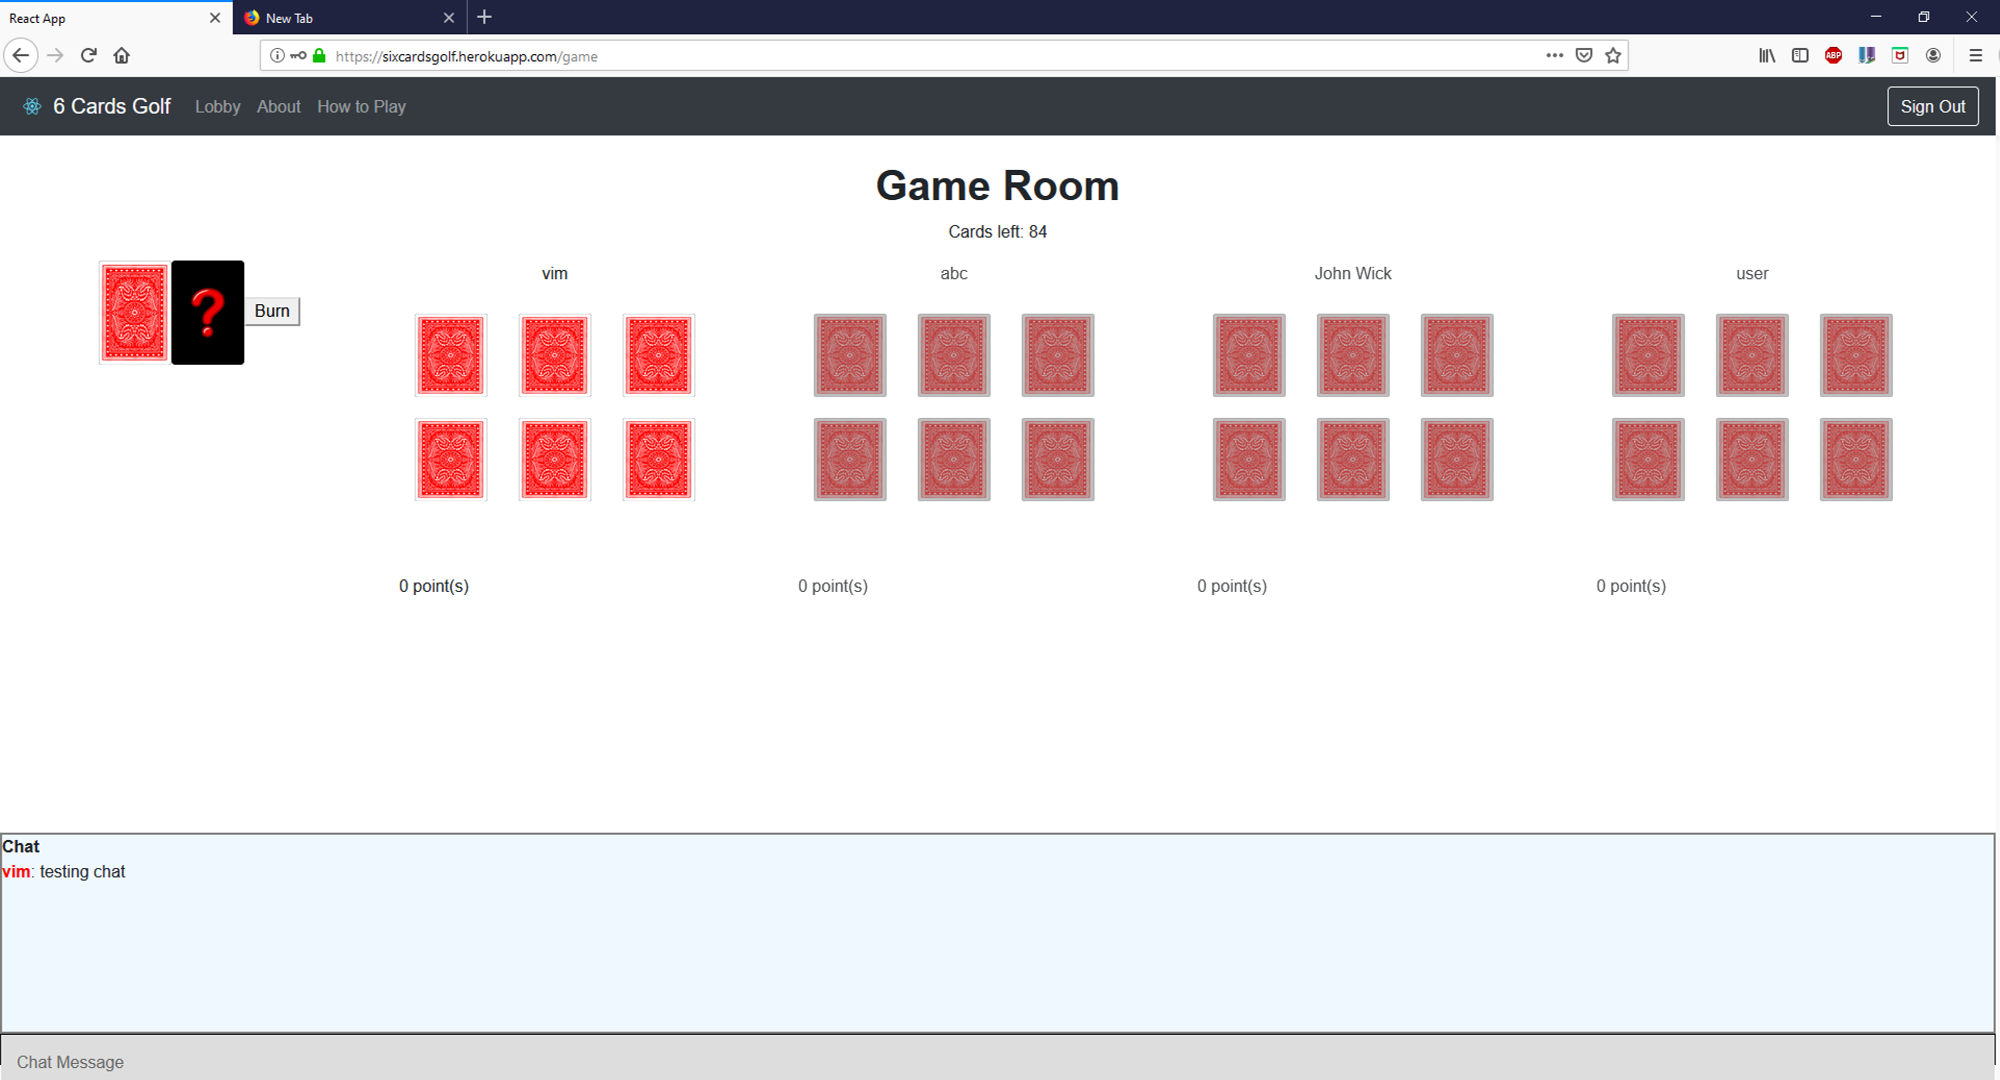 React App
New Tab
https://sixcardsgolf.herokuapp.com/game
ABP
6 Cards Golf
Lobby
About
How to Play
Sign Out
Game Room
Cards left: 84
?
Burn
vim
abc
John Wick
user
0 point(s)
0 point(s)
0 point(s)
0 point(s)
Chat
vim: testing chat
Chat Message